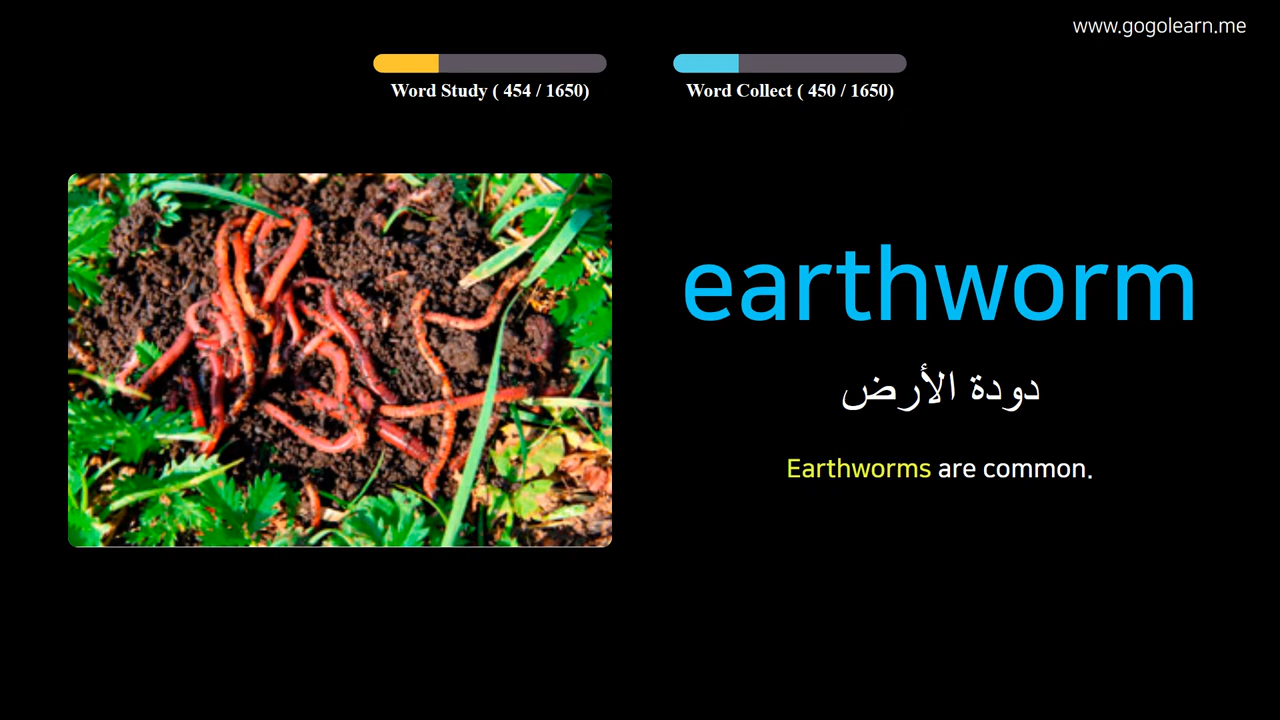 www.gogolearn.me
Word Study ( 454 / 1650)
Word Collect ( 450 / 1650)
earthworm
دودة الأرض
Earthworms are common.